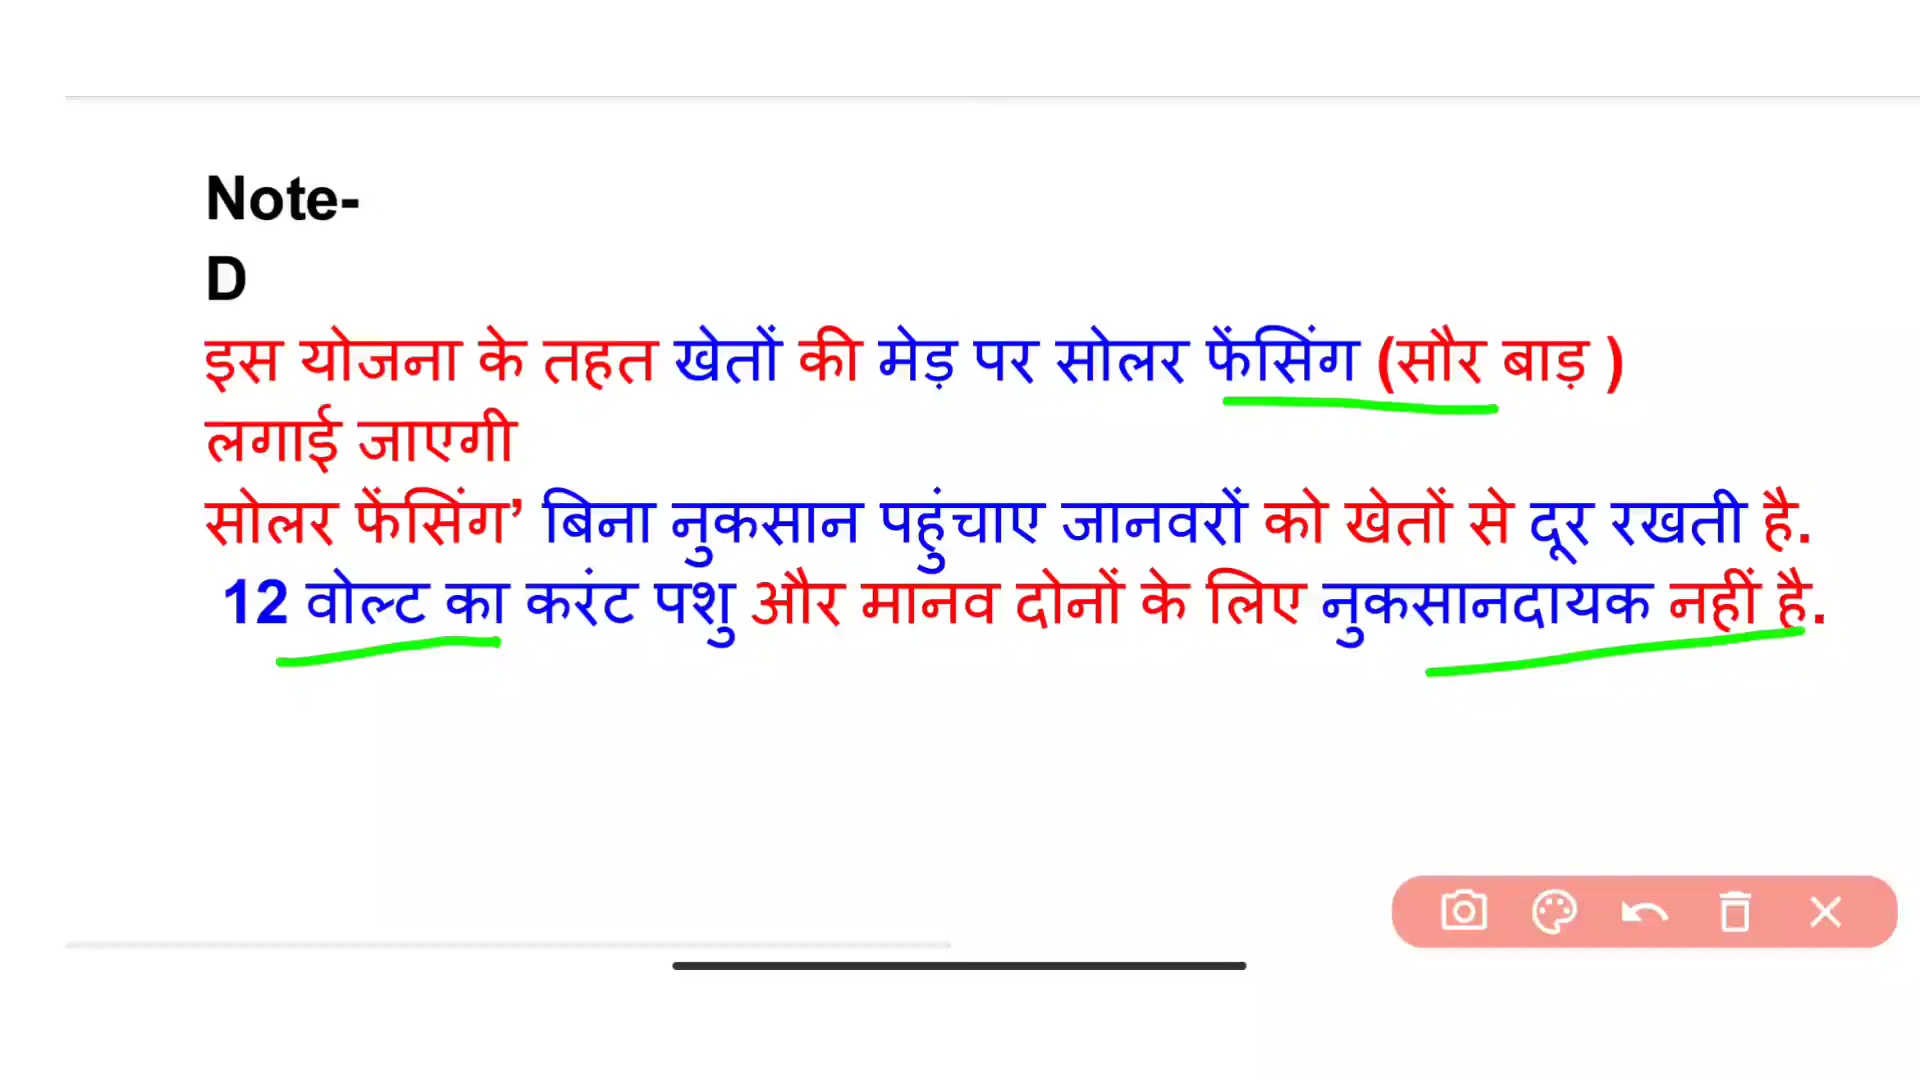 Note-
D
इस योजना के तहत खेतों की मेड़ पर सोलर फेंसिंग (सौर बाड़ )
लगाई जाएगी
सोलर फेंसिंग’ बिना नुकसान पहुंचाए जानवरों को खेतों से दूर रखती है.
12 वोल्ट का करंट पशु और मानव दोनों के लिए नुकसानदायक नहीं है.